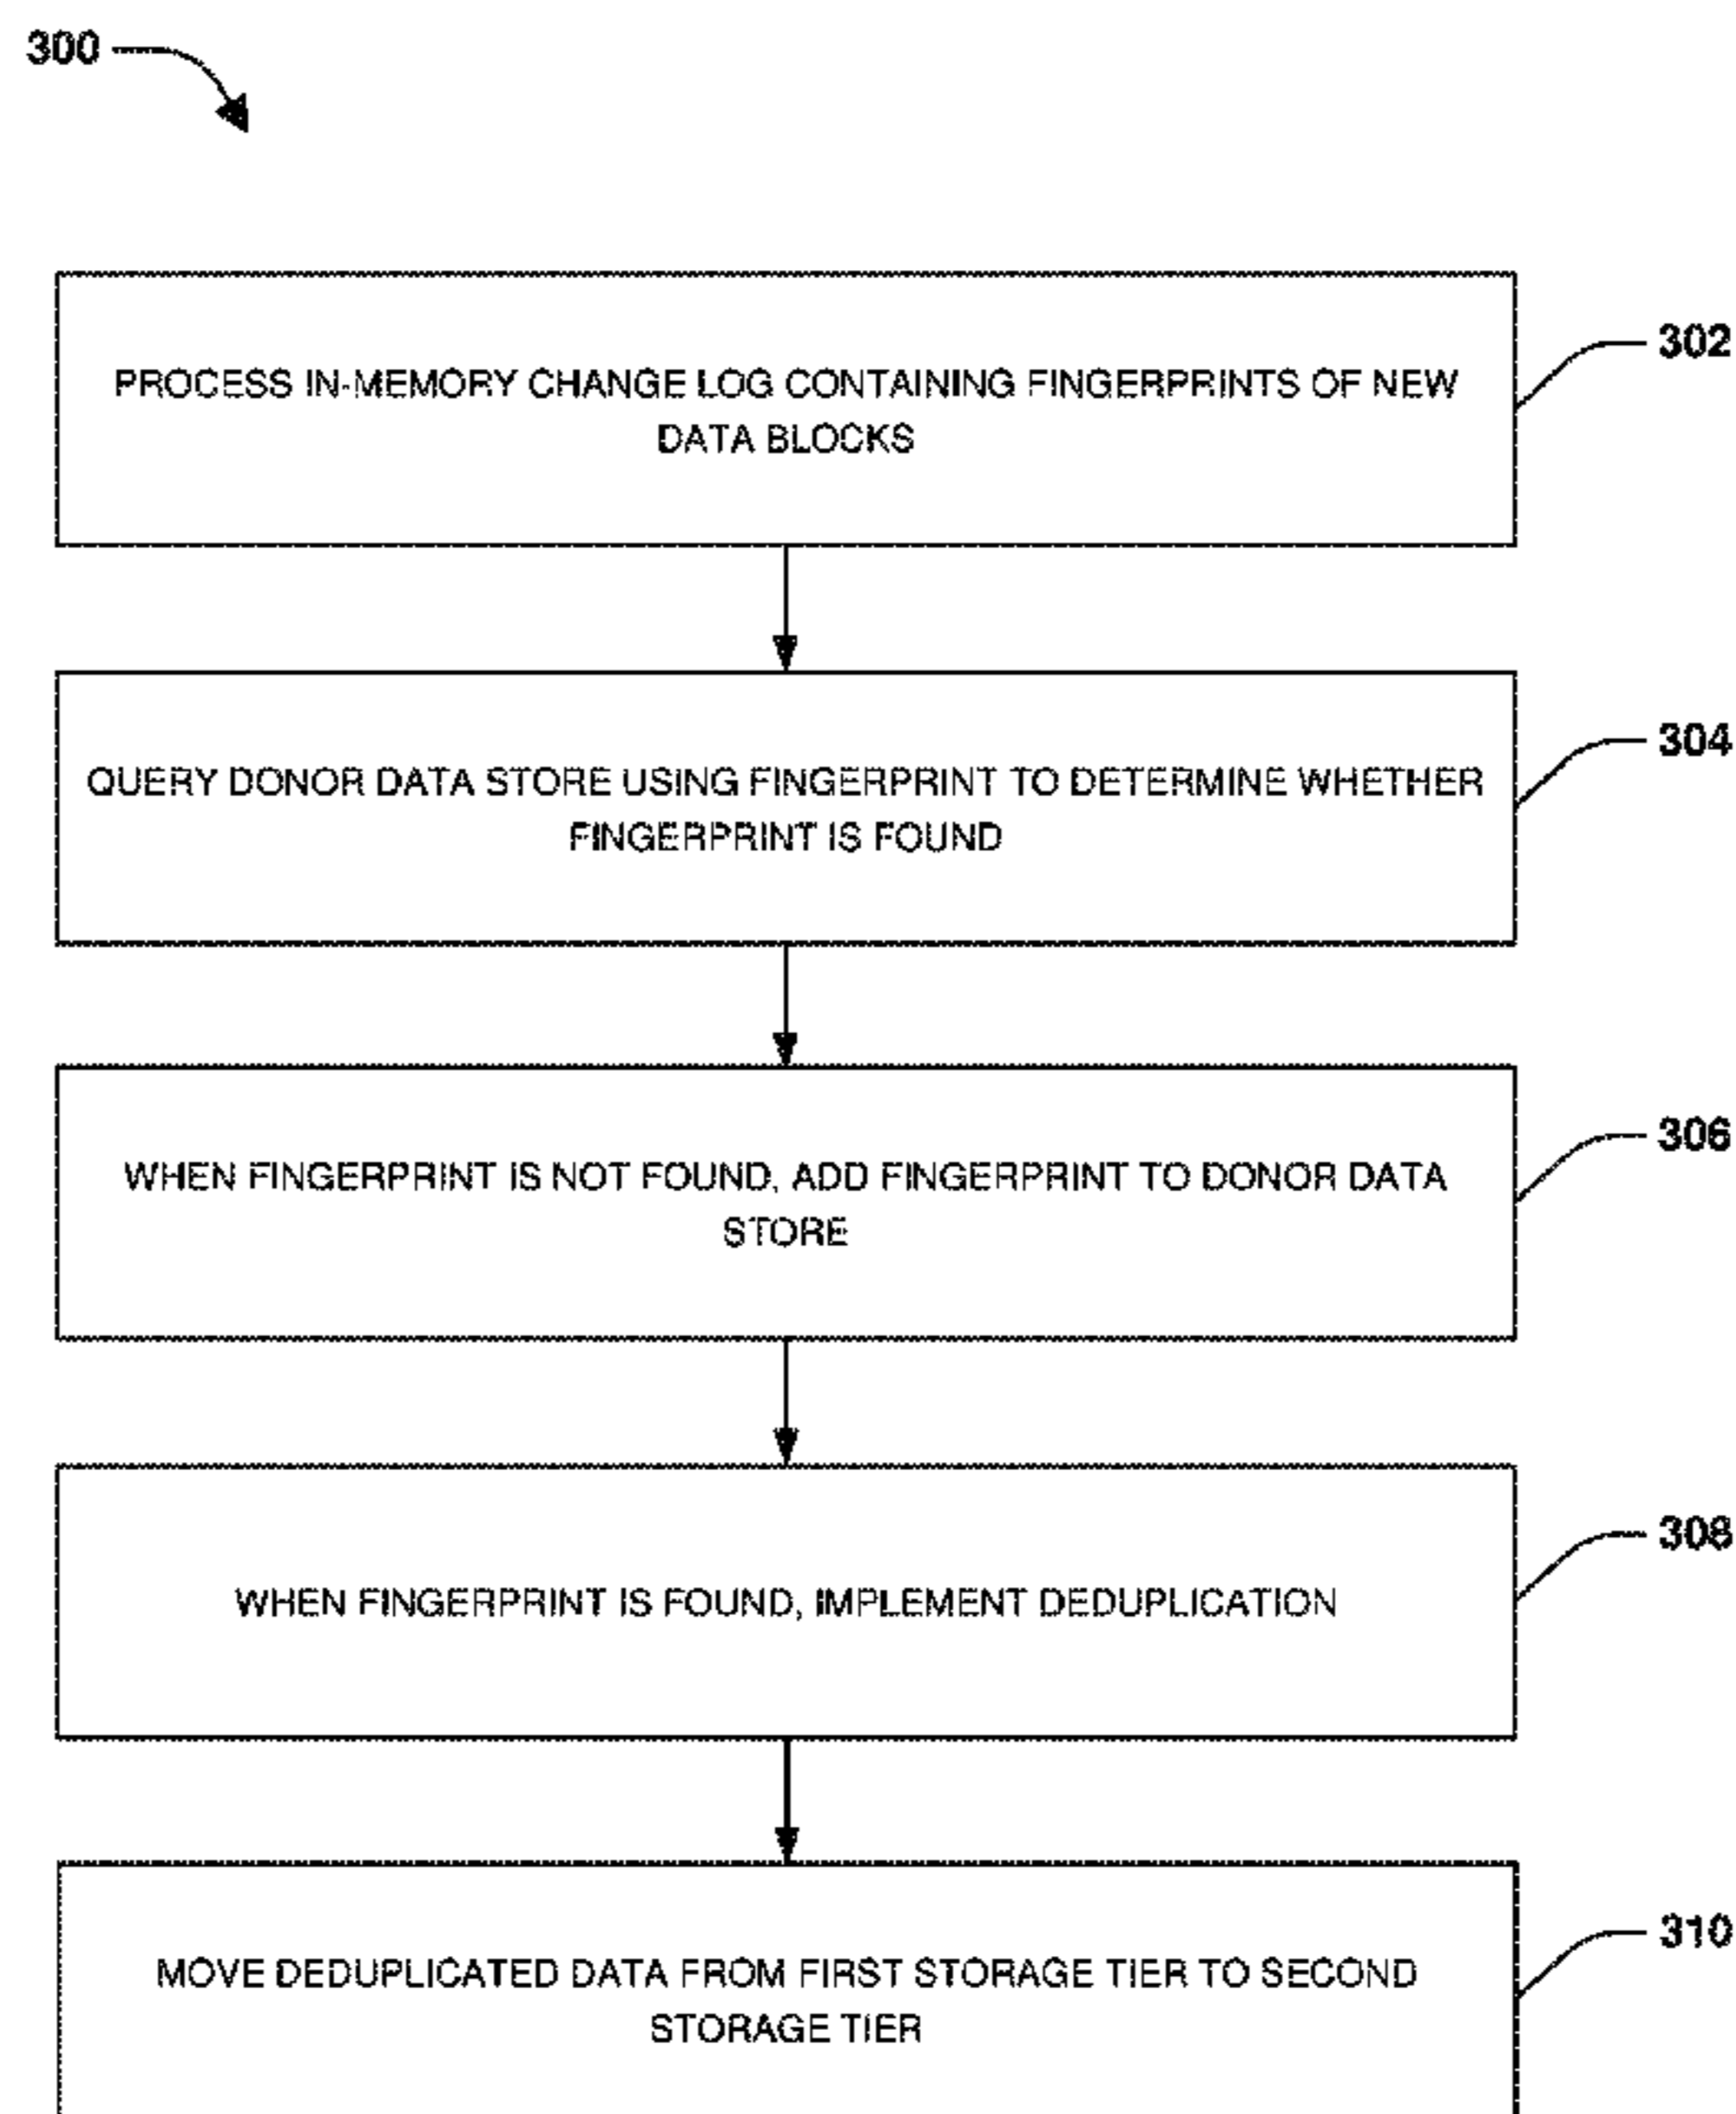 300
302
PROCESS IN-MEMORY CHANGE LOG CONTAINING FINGERPRINTS OF NEW
DATA BLOCKS
304
QUERY DONOR DATA STORE USING FINGERPRINT TO DETERMINE WHETHER
FINGERPRINT IS FOUND
306
WHEN FINGERPRINT IS NOT FOUND, ADD FINGERPRINT TO DONOR DATA
STORE
308
WHEN FINGERPRINT IS FOUND, IMPLEMENT DEDUPLICATION
310
MOVE DEDUPLICATED DATA FROM FIRST STORAGE TIER TO SECOND
STORAGE TIER